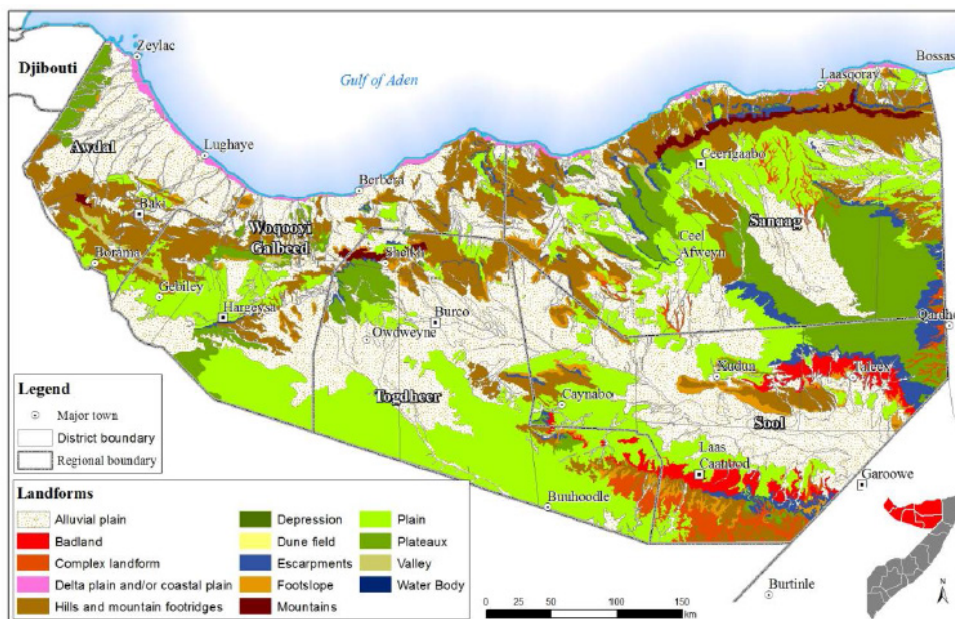 Zeylac
Djibouti
Bossas
Gulf of Aden
Laasqoray
Awdal
Lughaye
Ceerigaabo
Berbera
Baki
Woqooyi
Galbeed
Sanaag
Sheikh
Ceel
Afweyn
Borama
Gebiley
Hargeysa
Burco
Qardho
Owdweyne
Xudun
Taleex
Togdheer
Caynabo
Sool
Laas
Caanood
Garoowe
Buuhoodle
Burtinle
Legend
Major town
District boundary
Regional boundary
Landforms
Alluvial plain
Badland
Complex landform
Delta plain and/or coastal plain
Hills and mountain footridges
Depression
Dune field
Escarpments
Footslope
Mountains
Plain
Plateaux
Valley
Water Body
0 50 100 150
km
N